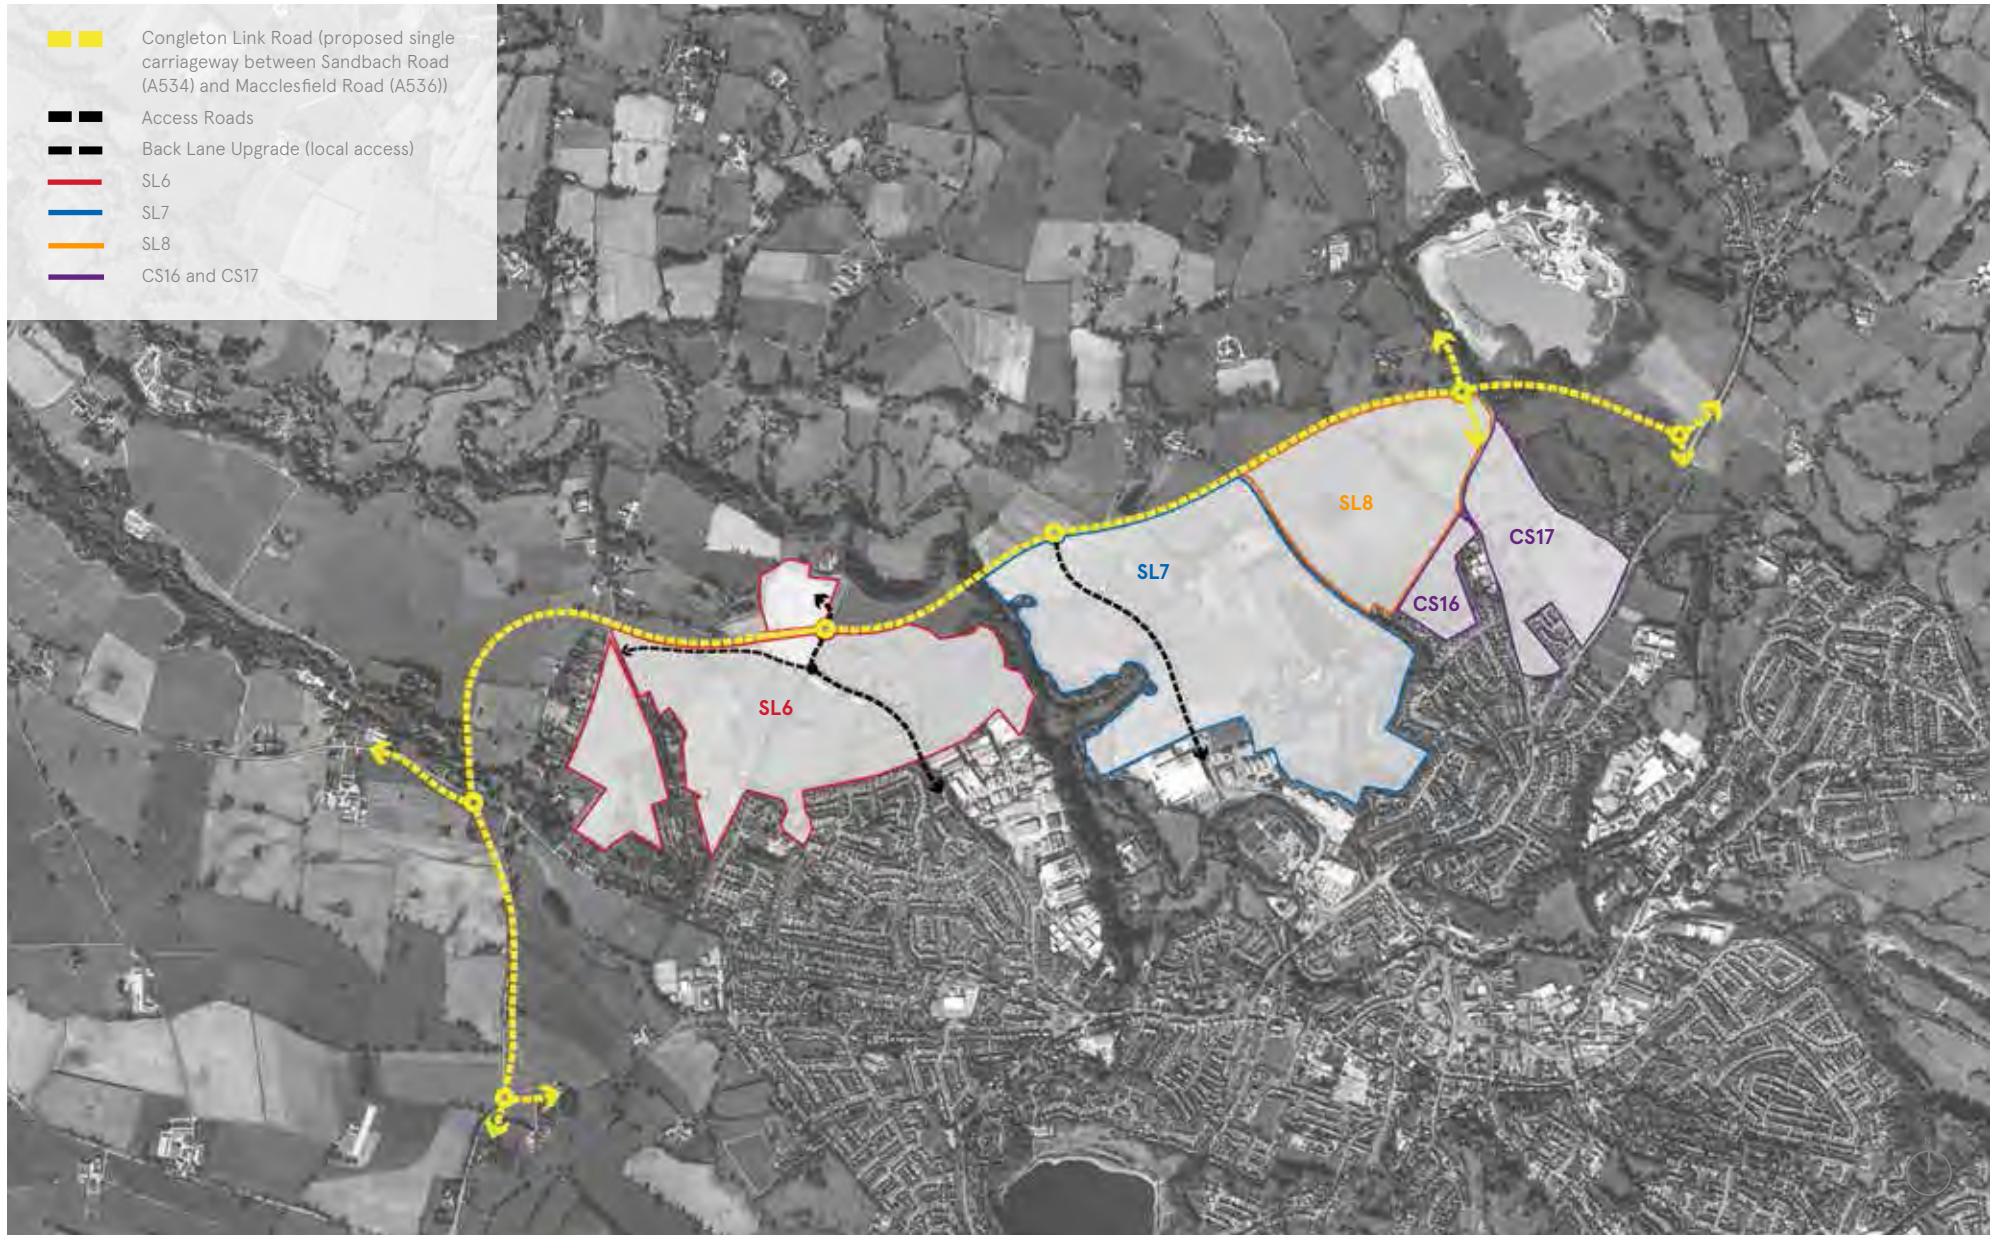 Congleton Link Road (proposed single
carriageway between Sandbach Road
(A534) and Macclesfield Road (A536))
Access Roads
Back Lane Upgrade (local access)
SL6
SL7
SL8
CS16 and CS17
SL8
CS17
SL7
CS16
SL6